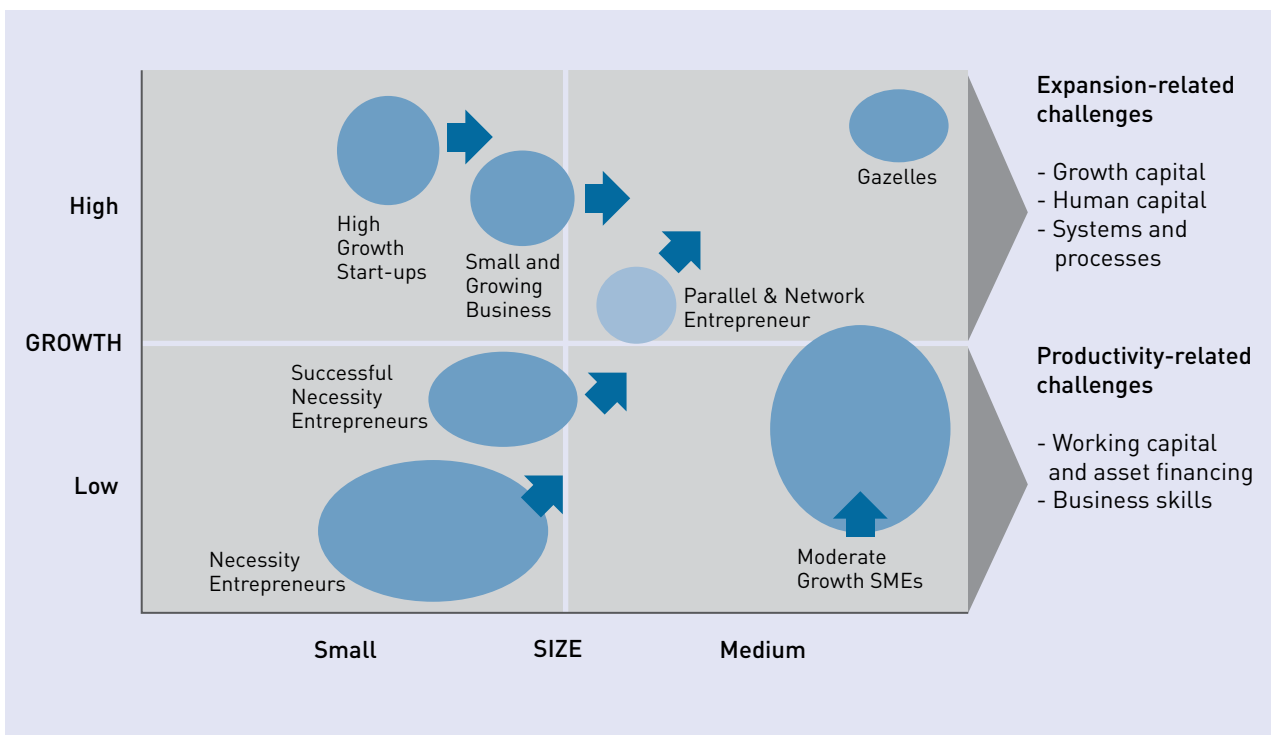 High
Growth
Start-ups
Small and
Growing
Business
Gazelles
Parallel & Network
Entrepreneur
Successful
Necessity
Entrepreneurs
Necessity
Entrepreneurs
Moderate
Growth SMEs
High
GROWTH
Low
Small
SIZE
Medium
Expansion-related
challenges
- Growth capital
- Human capital
- Systems and
processes
Productivity-related
challenges
- Working capital
and asset financing
- Business skills